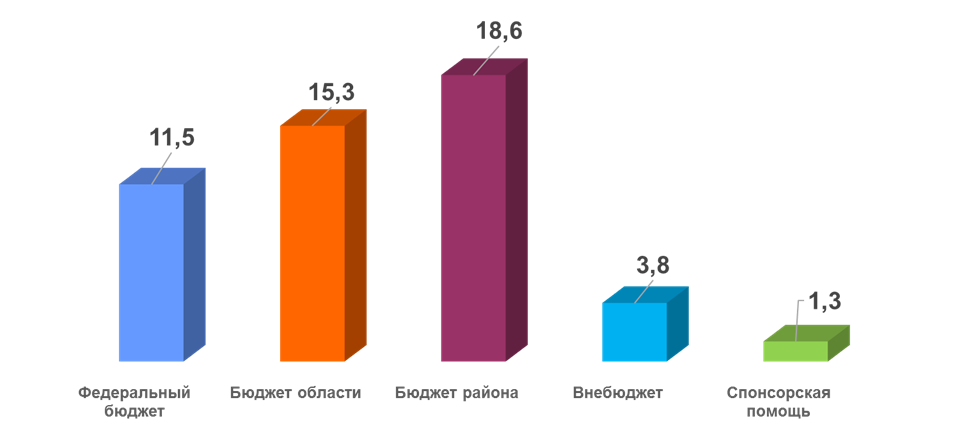 18,6
15,3
11,5
3,8
1,3
Федеральный
бюджет
Бюджет области
Бюджет района
Внебюджет
Спонсорская
помощь